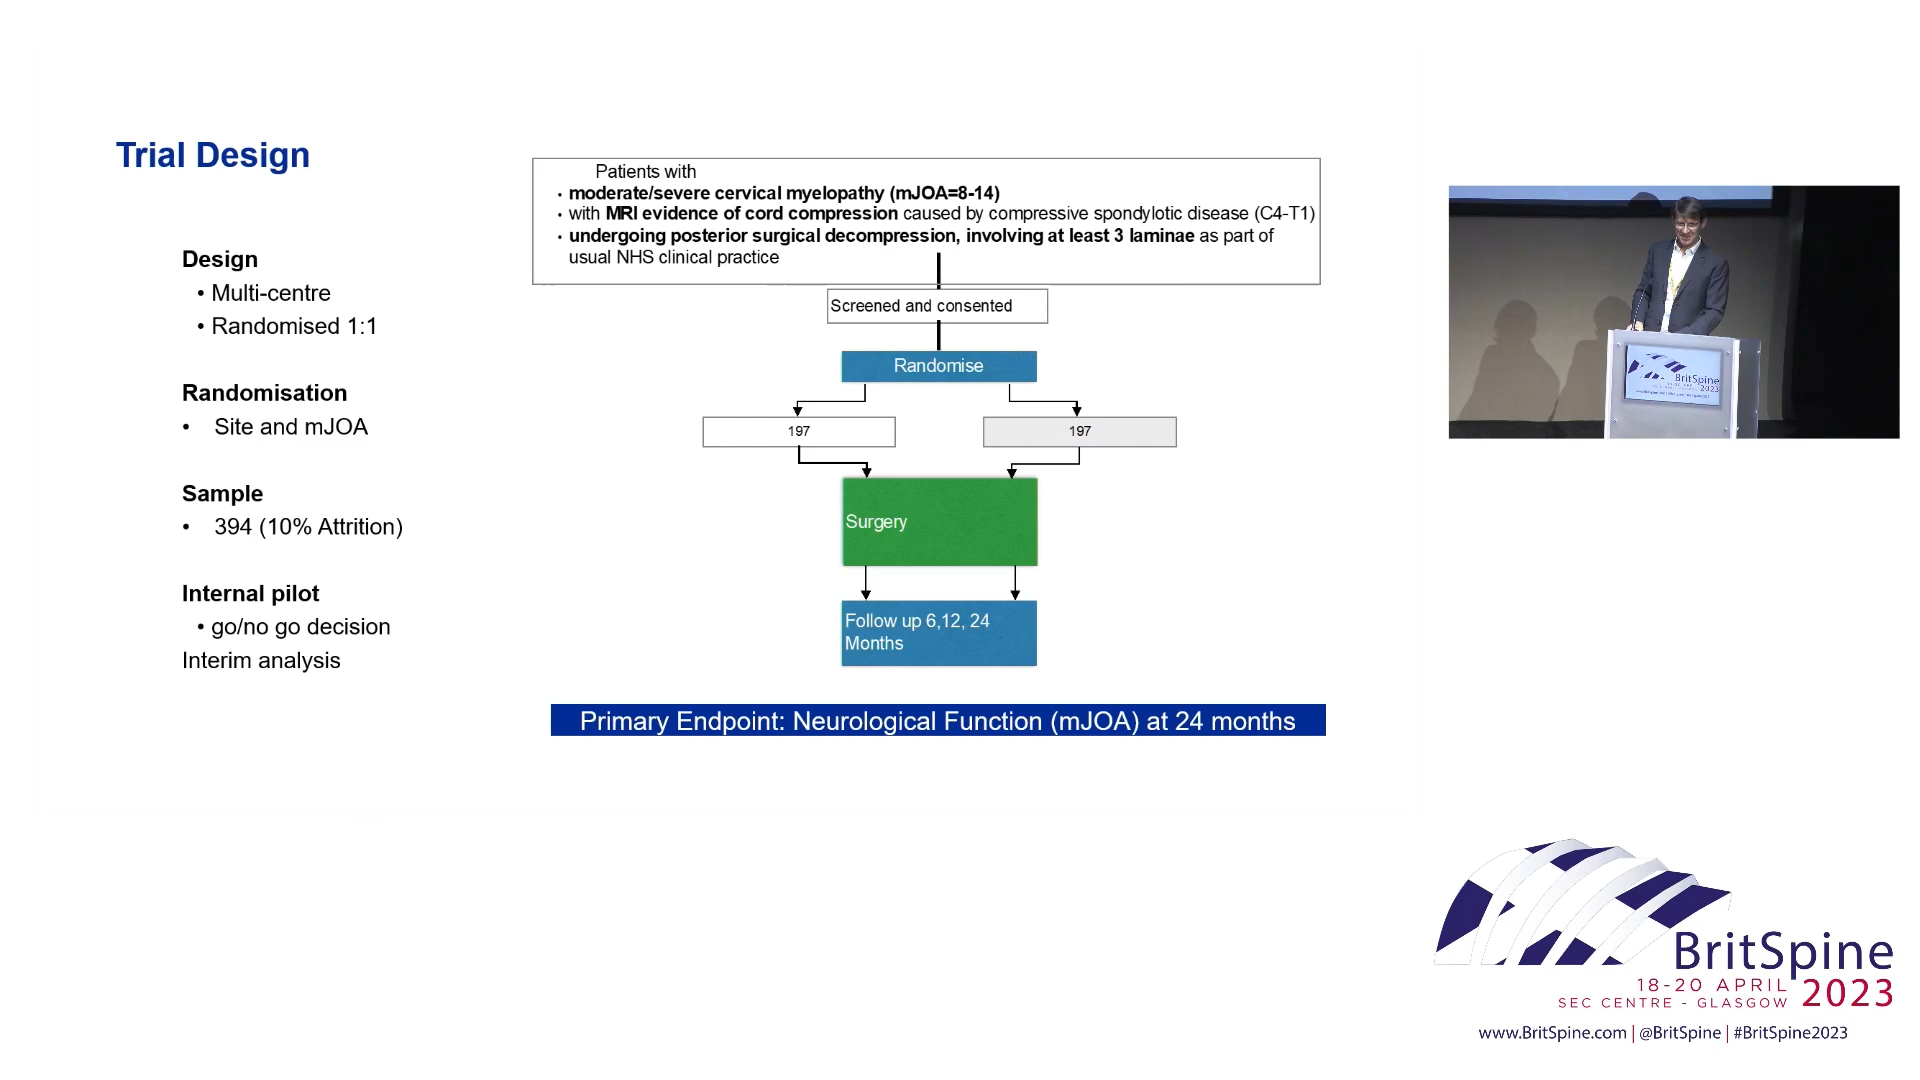 Trial Design
Design
• Multi-centre
• Randomised 1:1
Randomisation
• Site and mJOA
Sample
• 394 (10% Attrition)
Internal pilot
• go/no go decision
Interim analysis
Patients with
• moderate/severe cervical myelopathy (mJOA=8-14)
• with MRI evidence of cord compression caused by compressive spondylotic disease (C4-T1)
• undergoing posterior surgical decompression, involving at least 3 laminae as part of
usual NHS clinical practice
Screened and consented
Randomise
197
197
Surgery
Follow up 6,12, 24
Months
Primary Endpoint: Neurological Function (mJOA) at 24 months
BritSpine
2023
BritSpine
18-20 APRIL
2023
SEC CENTRE - GLASGOW
www.BritSpine.com | @BritSpine | #BritSpine2023